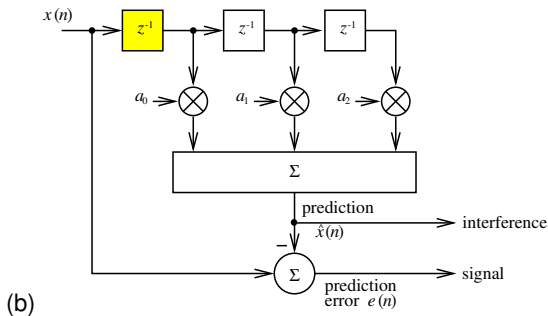 x(n)
z⁻¹ z⁻¹ z⁻¹
a₀ a₁ a₂
Σ
prediction
x̂(n)
interference
−
Σ
signal
prediction
error e(n)
(b)